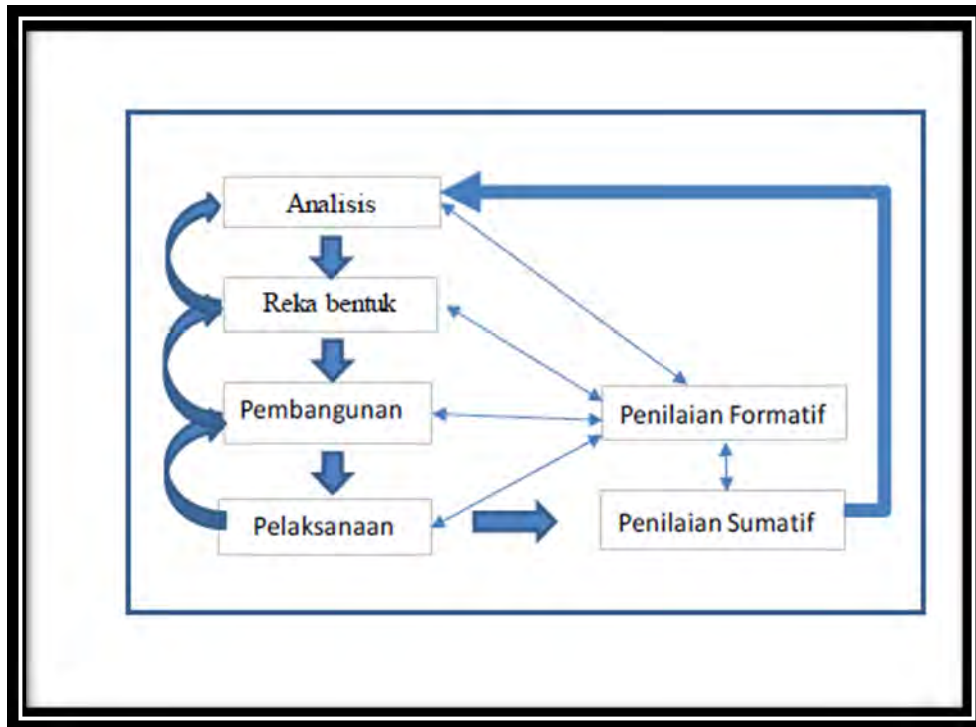 Analisis
Reka bentuk
Pembangunan
Penilaian Formatif
Pelaksanaan
Penilaian Sumatif